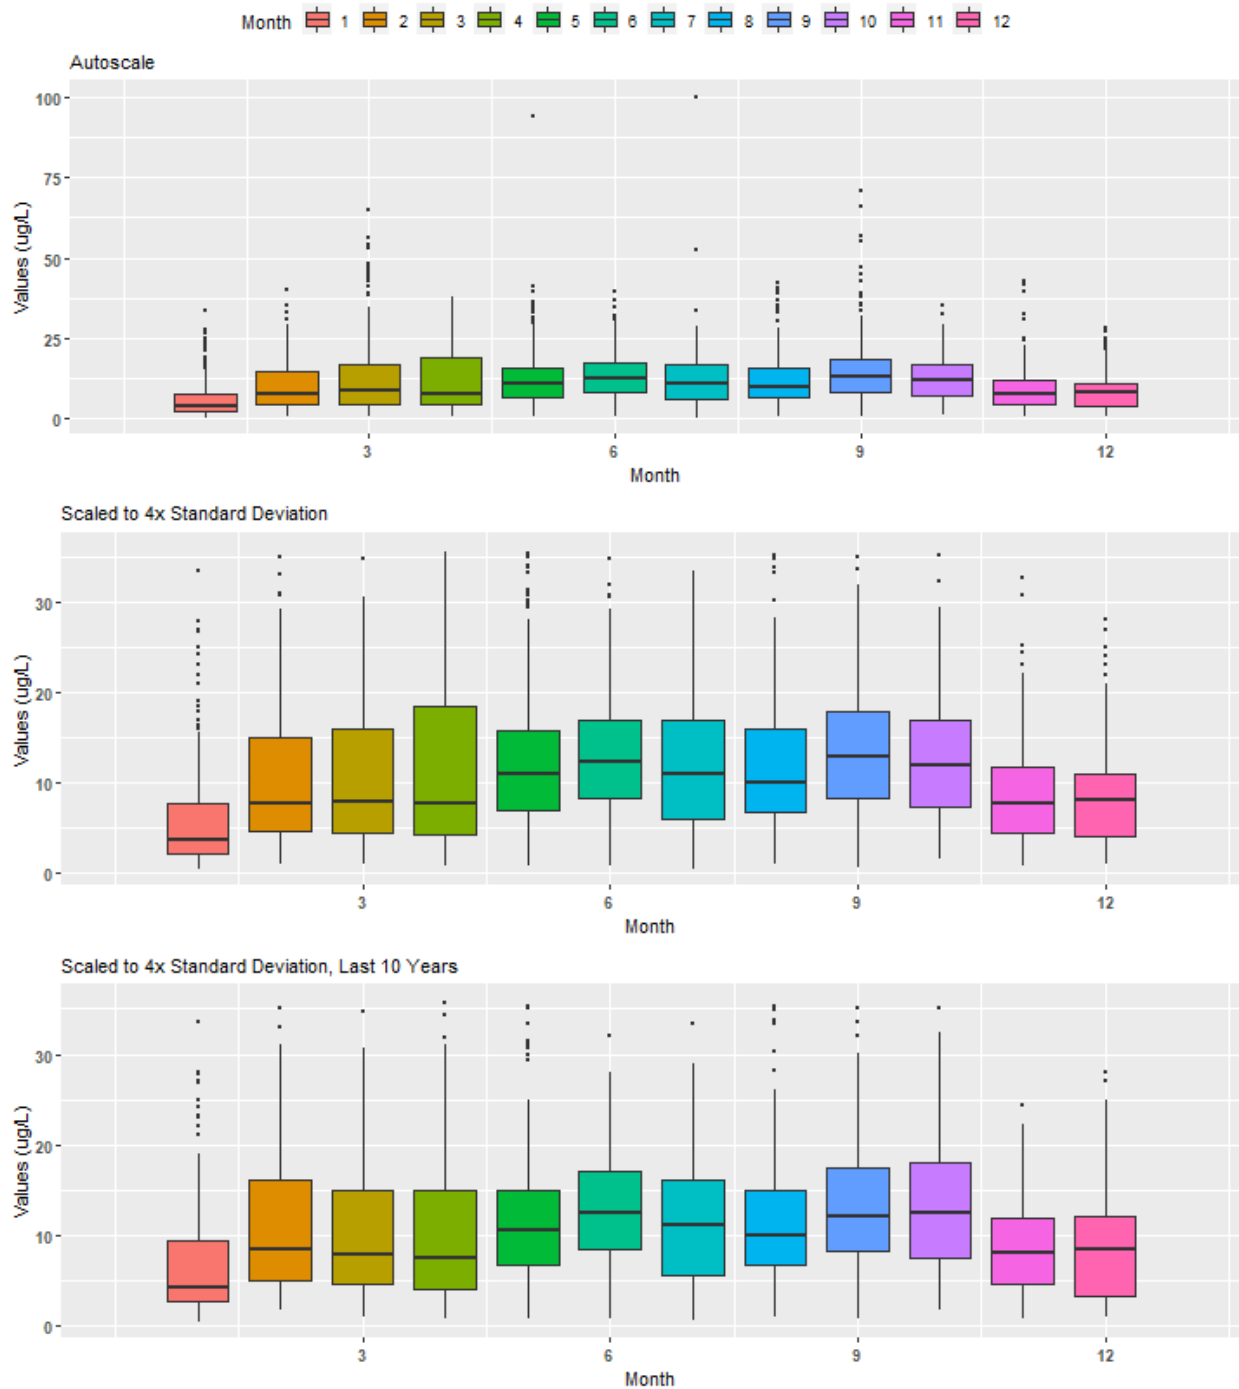 Month 1 2 3 4 5 6 7 8 9 10 11 12
Autoscale
Values (ug/L)
100
75
50
25
0
3 6 9 12
Month
Scaled to 4x Standard Deviation
Values (ug/L)
30
20
10
0
3 6 9 12
Month
Scaled to 4x Standard Deviation, Last 10 Years
Values (ug/L)
30
20
10
0
3 6 9 12
Month